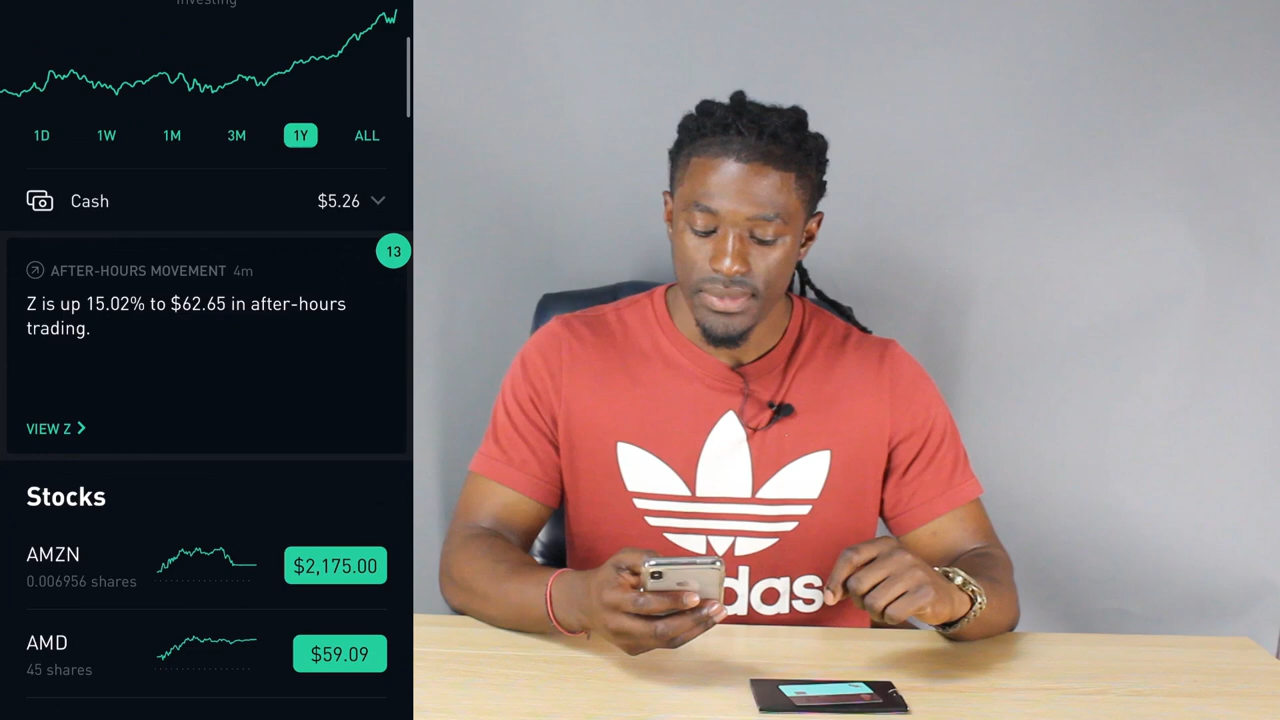 Investing
1D 1W 1M 3M 1Y ALL
Cash $5.26
13
AFTER-HOURS MOVEMENT 4m
Z is up 15.02% to $62.65 in after-hours
trading.
VIEW Z
Stocks
AMZN
0.006956 shares
$2,175.00
AMD
45 shares
$59.09
das